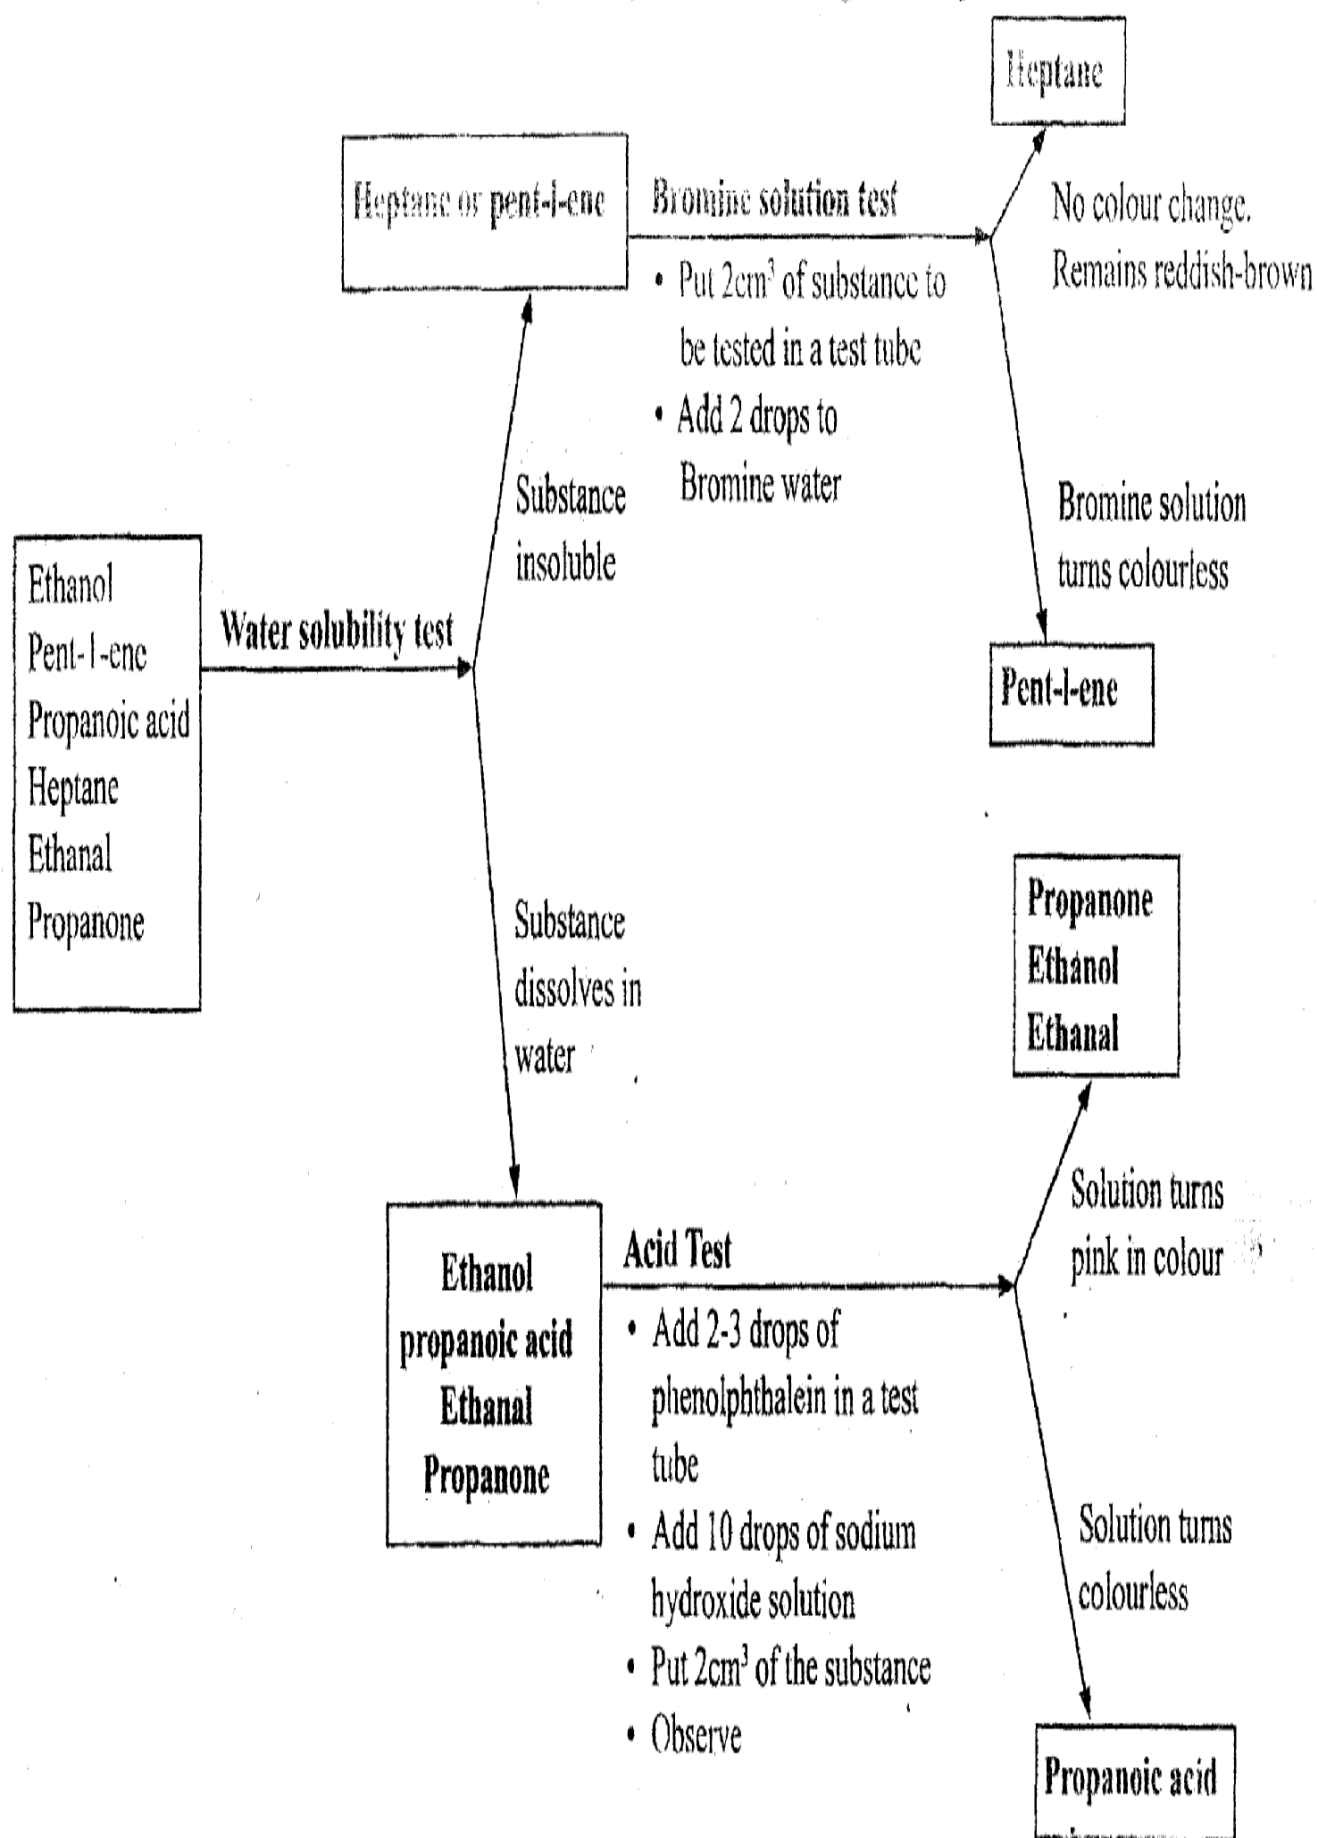 Heptane
Heptane or pent-l-ene
Bromine solution test
No colour change.
Remains reddish-brown
• Put 2cm³ of substance to
be tested in a test tube
• Add 2 drops to
Bromine water
Substance
insoluble
Bromine solution
turns colourless
Ethanol
Pent-1-ene
Propanoic acid
Heptane
Ethanal
Propanone
Water solubility test
Pent-l-ene
Substance
dissolves in
water
Propanone
Ethanol
Ethanal
Solution turns
pink in colour
Ethanol
propanoic acid
Ethanal
Propanone
Acid Test
• Add 2-3 drops of
phenolphthalein in a test
tube
• Add 10 drops of sodium
hydroxide solution
• Put 2cm³ of the substance
• Observe
Solution turns
colourless
Propanoic acid